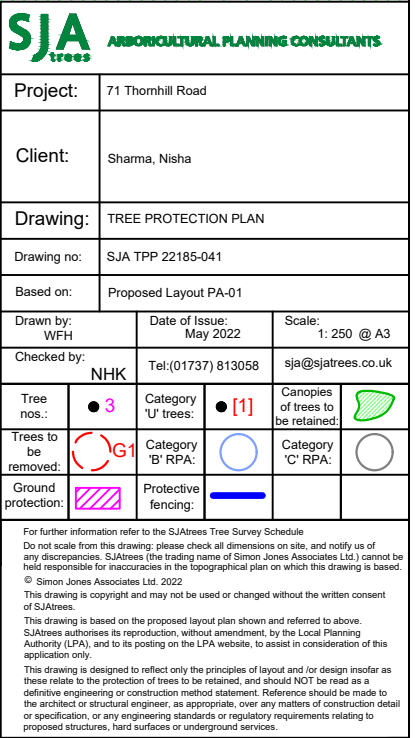 SJA
trees
ARBORICULTURAL PLANNING CONSULTANTS
Project: 71 Thornhill Road
Client: Sharma, Nisha
Drawing: TREE PROTECTION PLAN
Drawing no: SJA TPP 22185-041
Based on: Proposed Layout PA-01
Drawn by:
WFH
Date of Issue:
May 2022
Scale:
1: 250 @ A3
Checked by:
NHK
Tel:(01737) 813058
sja@sjatrees.co.uk
Tree
nos.:
3
Category
'U' trees:
[1]
Canopies
of trees to
be retained:
Trees to
be
removed:
G1
Category
'B' RPA:
Category
'C' RPA:
Ground
protection:
Protective
fencing:
For further information refer to the SJAtrees Tree Survey Schedule
Do not scale from this drawing: please check all dimensions on site, and notify us of
any discrepancies. SJAtrees (the trading name of Simon Jones Associates Ltd.) cannot be
held responsible for inaccuracies in the topographical plan on which this drawing is based.
© Simon Jones Associates Ltd. 2022
This drawing is copyright and may not be used or changed without the written consent
of SJAtrees.
This drawing is based on the proposed layout plan shown and referred to above.
SJAtrees authorises its reproduction, without amendment, by the Local Planning
Authority (LPA), and to its posting on the LPA website, to assist in consideration of this
application only.
This drawing is designed to reflect only the principles of layout and /or design insofar as
these relate to the protection of trees to be retained, and should NOT be read as a
definitive engineering or construction method statement. Reference should be made to
the architect or structural engineer, as appropriate, over any matters of construction detail
or specification, or any engineering standards or regulatory requirements relating to
proposed structures, hard surfaces or underground services.